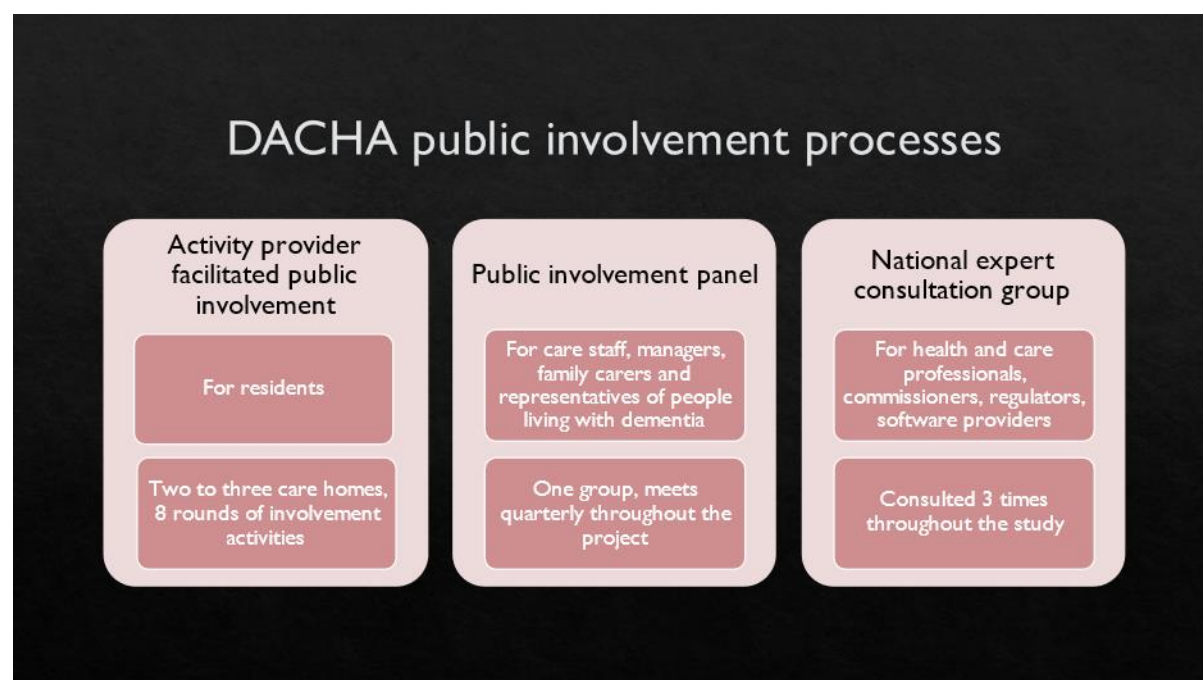 DACHA public involvement processes
Activity provider
facilitated public
involvement
For residents
Two to three care homes,
8 rounds of involvement
activities
Public involvement panel
For care staff, managers,
family carers and
representatives of people
living with dementia
One group, meets
quarterly throughout the
project
National expert
consultation group
For health and care
professionals,
commissioners, regulators,
software providers
Consulted 3 times
throughout the study